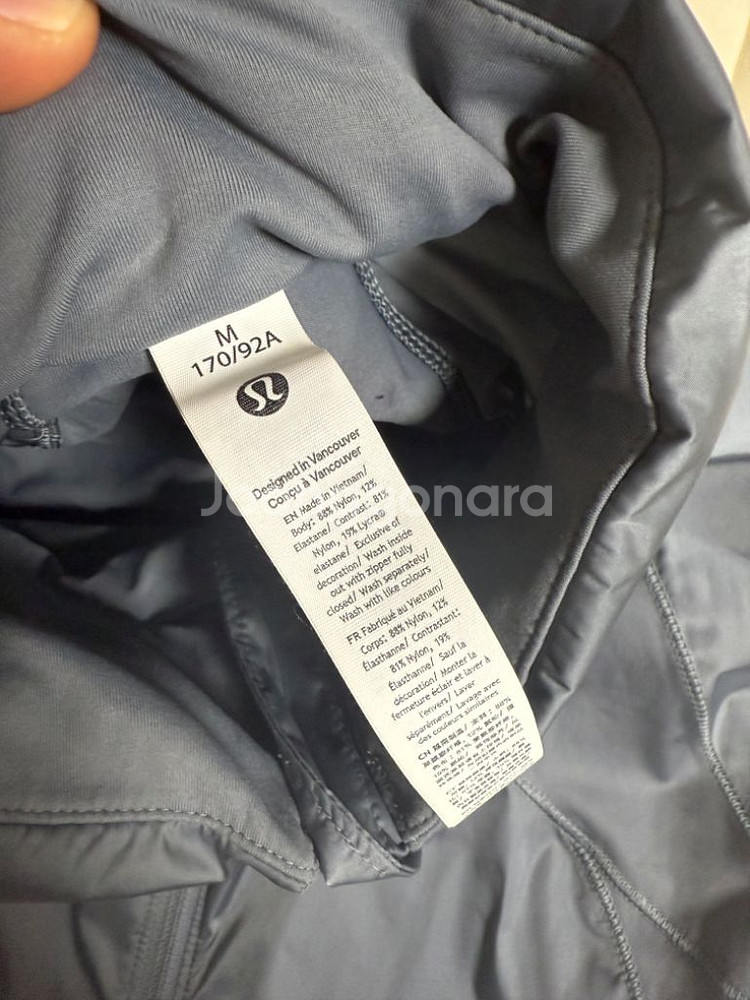 M
170/92A
Designed in Vancouver
Conçu à Vancouver
EN Made in Vietnam/
Body: 88% Nylon, 12%
Elastane/ Contrast: 81%
Nylon, 19% Lycra®
elastane/ Exclusive of
decoration/ Wash inside
out with zipper fully
closed/ Wash separately/
Wash with like colours
FR Fabriqué au Vietnam/
Corps: 88% Nylon, 12%
Élasthanne/ Contrastant:
81% Nylon, 19%
Élasthanne/ Sauf la
décoration/ Monter la
fermeture éclair et laver à
l'envers/ Laver
séparément/ Lavage avec
des couleurs similaires
CN